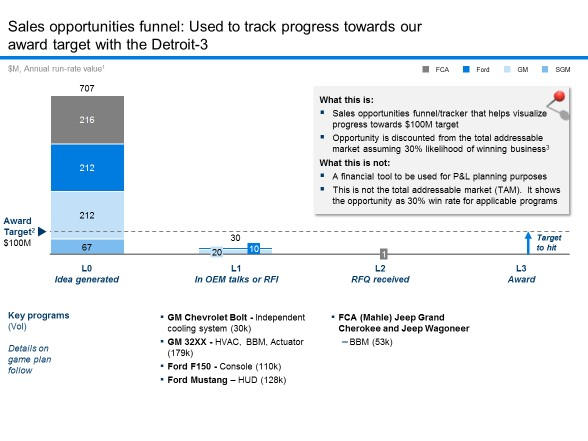 Sales opportunities funnel: Used to track progress towards our
award target with the Detroit-3
$M, Annual run-rate value1
FCA Ford GM SGM
707
216
212
212
67
Award
Target2
$100M
30
20
10
1
Target
to hit
What this is:
▪ Sales opportunities funnel/tracker that helps visualize
progress towards $100M target
▪ Opportunity is discounted from the total addressable
market assuming 30% likelihood of winning business3
What this is not:
▪ A financial tool to be used for P&L planning purposes
▪ This is not the total addressable market (TAM). It shows
the opportunity as 30% win rate for applicable programs
L0
Idea generated
L1
In OEM talks or RFI
L2
RFQ received
L3
Award
Key programs
(Vol)
Details on
game plan
follow
▪ GM Chevrolet Bolt - Independent
cooling system (30k)
▪ GM 32XX - HVAC, BBM, Actuator
(179k)
▪ Ford F150 - Console (110k)
▪ Ford Mustang – HUD (128k)
▪ FCA (Mahle) Jeep Grand
Cherokee and Jeep Wagoneer
– BBM (53k)